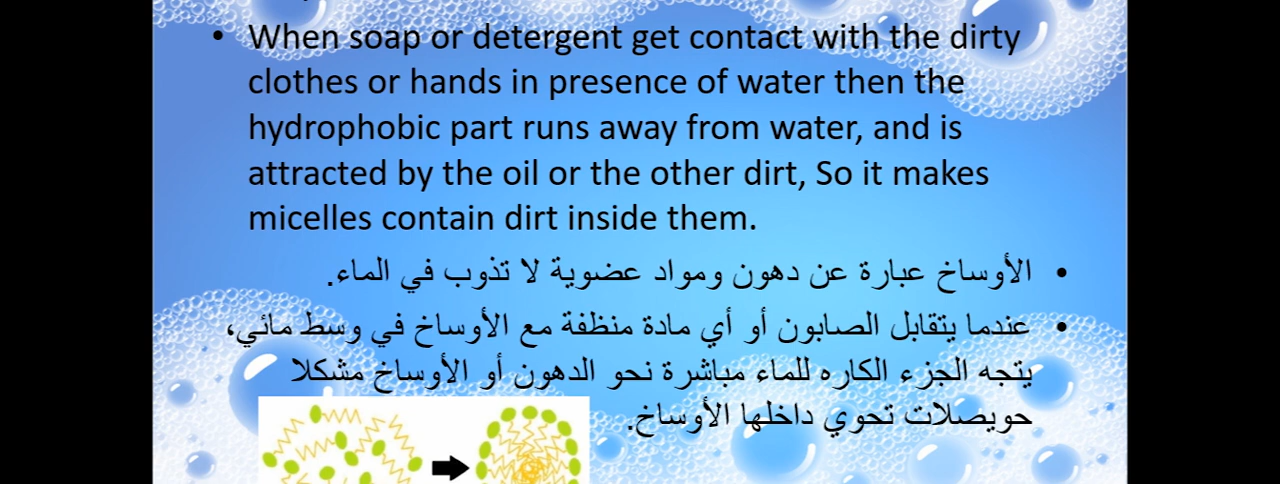 • When soap or detergent get contact with the dirty
clothes or hands in presence of water then the
hydrophobic part runs away from water, and is
attracted by the oil or the other dirt, So it makes
micelles contain dirt inside them.
• الأوساخ عبارة عن دهون ومواد عضوية لا تذوب في الماء.
• عندما يتقابل الصابون أو أي مادة منظفة مع الأوساخ في وسط مائي،
يتجه الجزء الكاره للماء مباشرة نحو الدهون أو الأوساخ مشكلا
حويصلات تحوي داخلها الأوساخ.